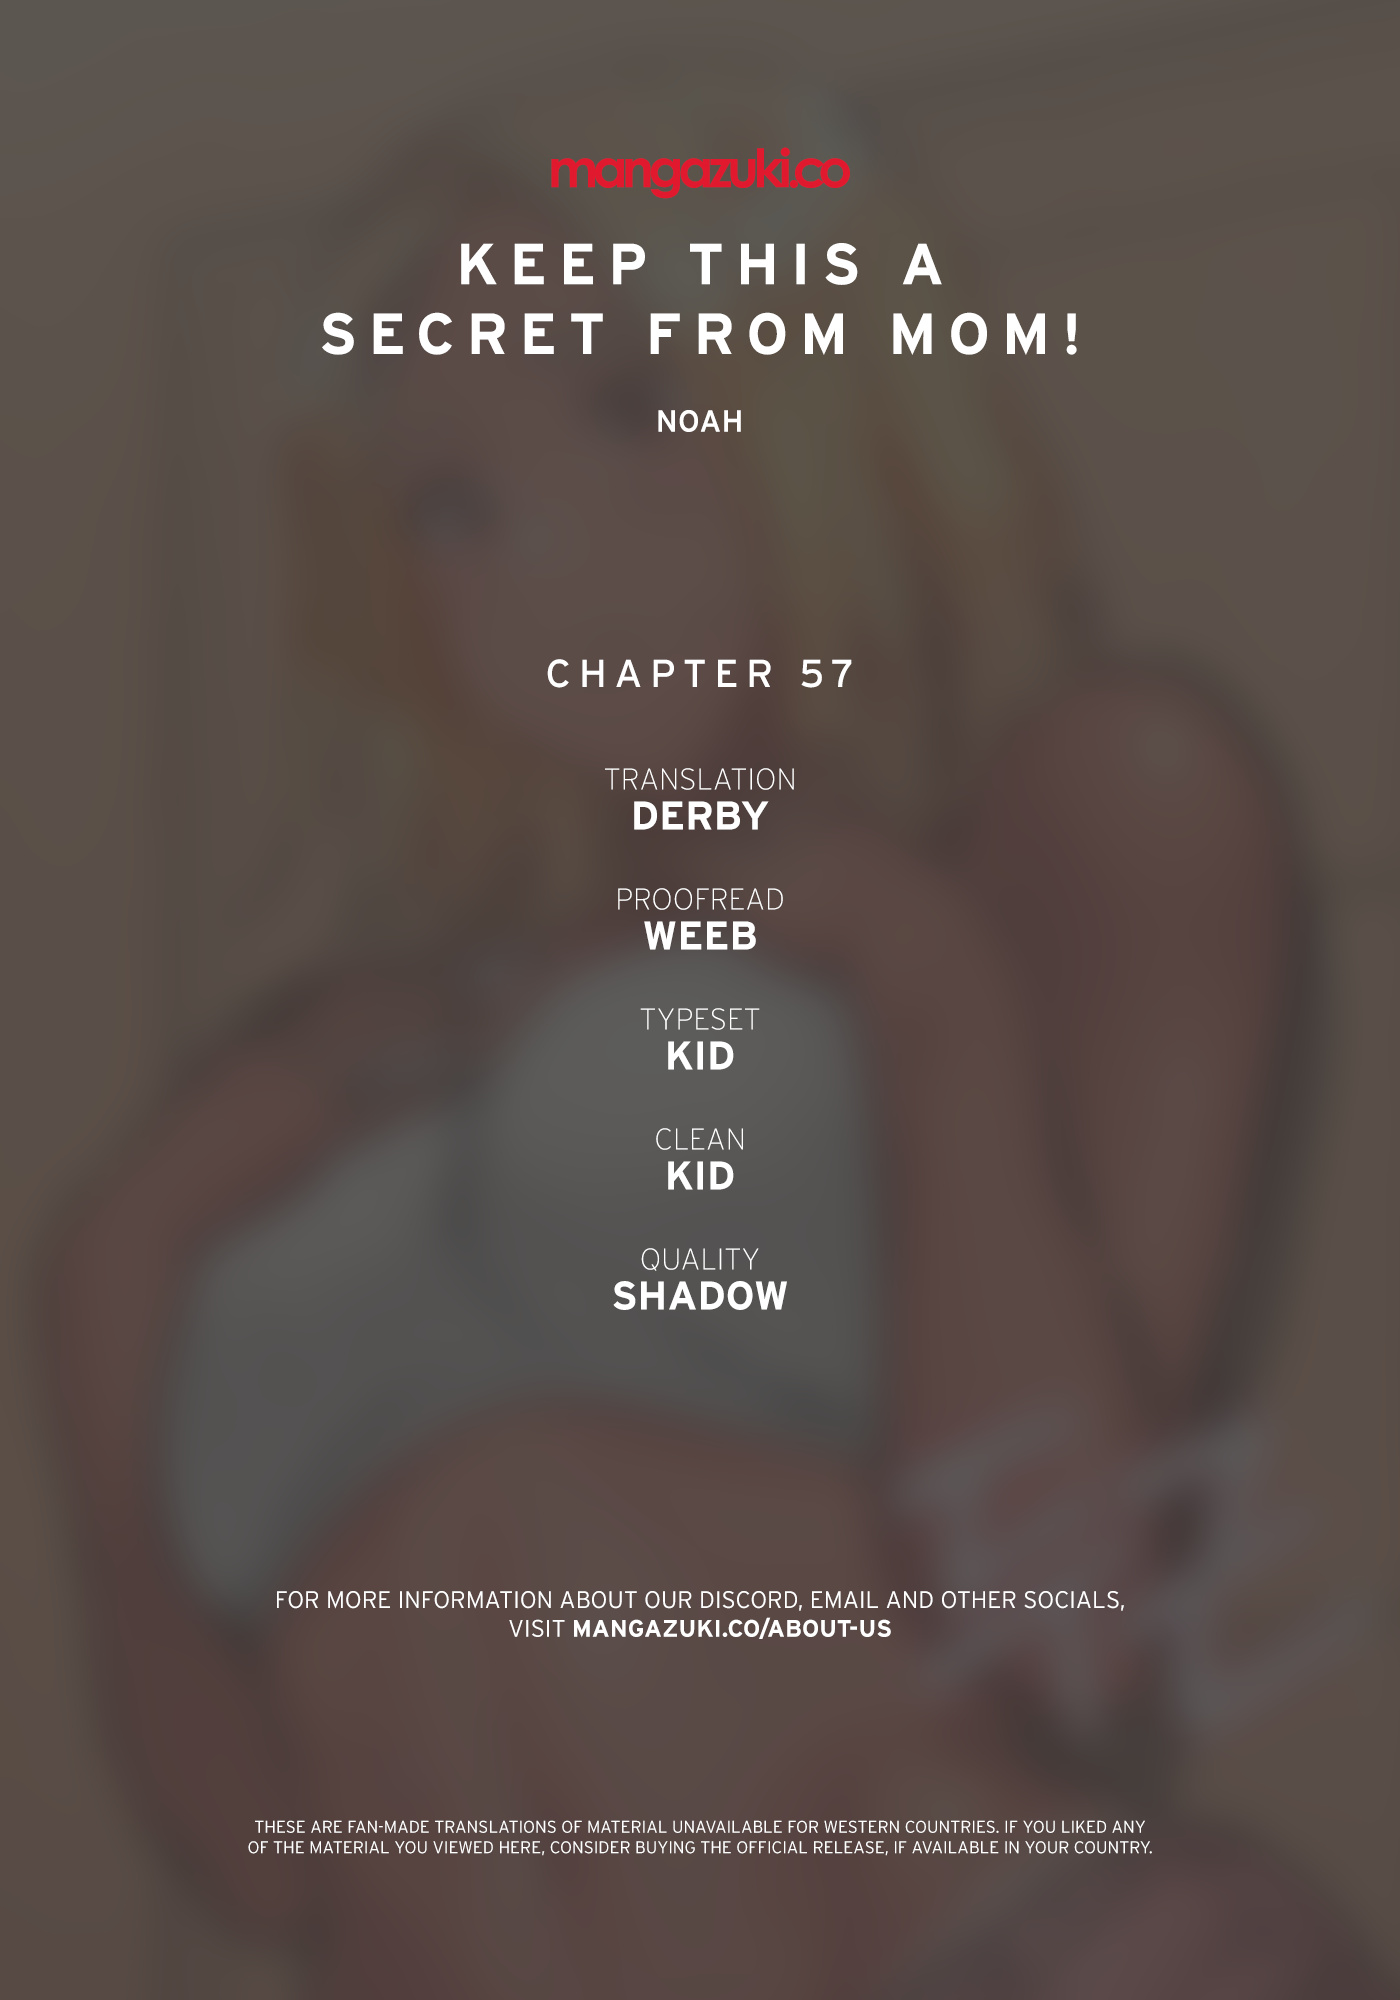 mangazuki.co
KEEP THIS A
SECRET FROM MOM!
NOAH
CHAPTER 57
TRANSLATION
DERBY
PROOFREAD
WEEB
TYPESET
KID
CLEAN
KID
QUALITY
SHADOW
FOR MORE INFORMATION ABOUT OUR DISCORD, EMAIL AND OTHER SOCIALS,
VISIT MANGAZUKI.CO/ABOUT-US
THESE ARE FAN-MADE TRANSLATIONS OF MATERIAL UNAVAILABLE FOR WESTERN COUNTRIES. IF YOU LIKED ANY
OF THE MATERIAL YOU VIEWED HERE, CONSIDER BUYING THE OFFICIAL RELEASE, IF AVAILABLE IN YOUR COUNTRY.